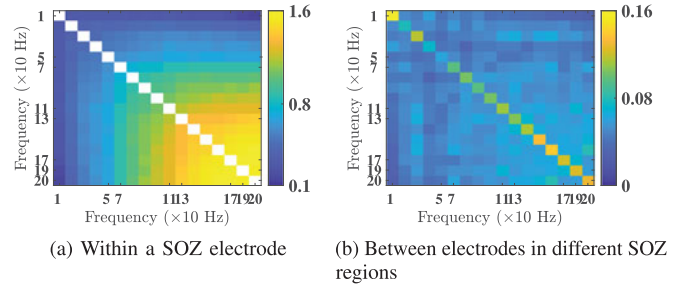 1
5
7
11
13
17
19
20
Frequency (×10 Hz)
1 5 7 1113 171920
Frequency (×10 Hz)
1.6
0.8
0.1
(a) Within a SOZ electrode
1
5
7
11
13
17
19
20
Frequency (×10 Hz)
1 5 7 1113 171920
Frequency (×10 Hz)
0.16
0.08
0
(b) Between electrodes in different SOZ
regions